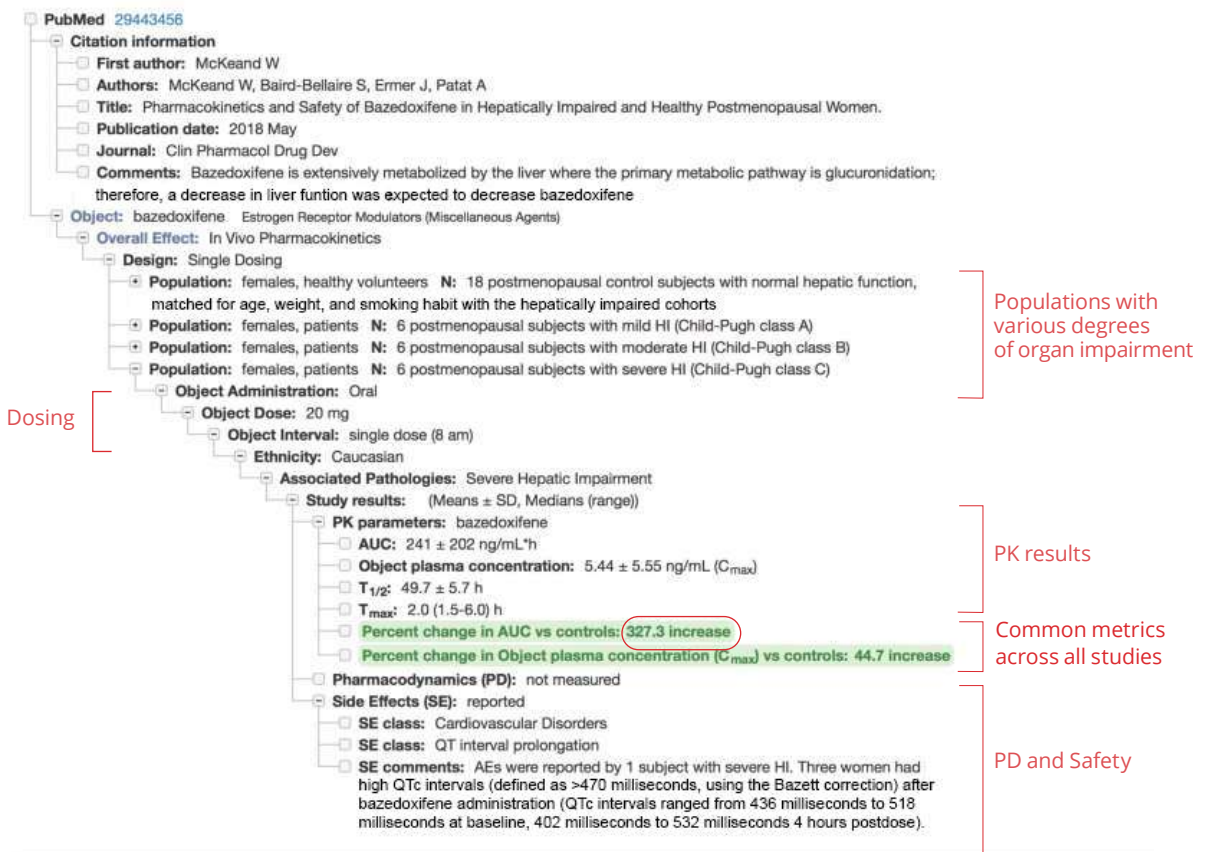 PubMed 29443456
Citation information
First author: McKeand W
Authors: McKeand W, Baird-Bellaire S, Ermer J, Patat A
Title: Pharmacokinetics and Safety of Bazedoxifene in Hepatically Impaired and Healthy Postmenopausal Women.
Publication date: 2018 May
Journal: Clin Pharmacol Drug Dev
Comments: Bazedoxifene is extensively metabolized by the liver where the primary metabolic pathway is glucuronidation;
therefore, a decrease in liver funtion was expected to decrease bazedoxifene
Object: bazedoxifene Estrogen Receptor Modulators (Miscellaneous Agents)
Overall Effect: In Vivo Pharmacokinetics
Design: Single Dosing
Population: females, healthy volunteers N: 18 postmenopausal control subjects with normal hepatic function,
matched for age, weight, and smoking habit with the hepatically impaired cohorts
Population: females, patients N: 6 postmenopausal subjects with mild HI (Child-Pugh class A)
Population: females, patients N: 6 postmenopausal subjects with moderate HI (Child-Pugh class B)
Population: females, patients N: 6 postmenopausal subjects with severe HI (Child-Pugh class C)
Populations with
various degrees
of organ impairment
Object Administration: Oral
Dosing
Object Dose: 20 mg
Object Interval: single dose (8 am)
Ethnicity: Caucasian
Associated Pathologies: Severe Hepatic Impairment
Study results: (Means ± SD, Medians (range))
PK parameters: bazedoxifene
AUC: 241 ± 202 ng/mL*h
Object plasma concentration: 5.44 ± 5.55 ng/mL (Cmax)
T1/2: 49.7 ± 5.7 h
Tmax: 2.0 (1.5-6.0) h
PK results
Percent change in AUC vs controls: 327.3 increase
Percent change in Object plasma concentration (Cmax) vs controls: 44.7 increase
Common metrics
across all studies
Pharmacodynamics (PD): not measured
Side Effects (SE): reported
SE class: Cardiovascular Disorders
SE class: QT interval prolongation
SE comments: AEs were reported by 1 subject with severe HI. Three women had
high QTc intervals (defined as >470 milliseconds, using the Bazett correction) after
bazedoxifene administration (QTc intervals ranged from 436 milliseconds to 518
milliseconds at baseline, 402 milliseconds to 532 milliseconds 4 hours postdose).
PD and Safety